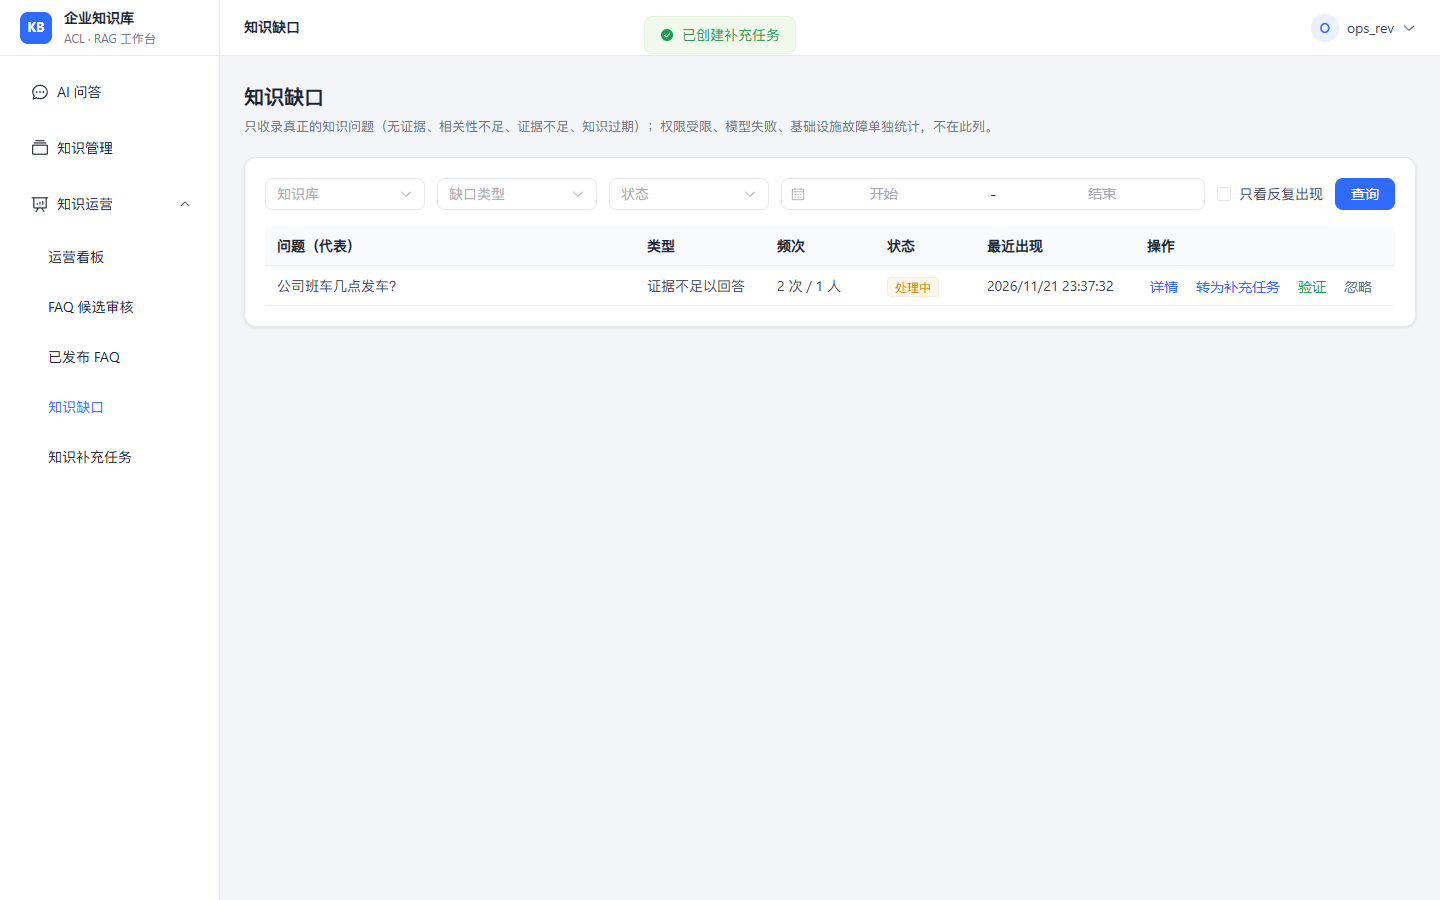 KB
企业知识库
ACL · RAG 工作台
知识缺口
已创建补充任务
O
ops_rev
AI 问答
知识管理
知识运营
运营看板
FAQ 候选审核
已发布 FAQ
知识缺口
知识补充任务
知识缺口
只收录真正的知识问题（无证据、相关性不足、证据不足、知识过期）；权限受限、模型失败、基础设施故障单独统计，不在此列。
知识库
缺口类型
状态
开始 - 结束
只看反复出现
查询
问题（代表） 类型 频次 状态 最近出现 操作
公司班车几点发车? 证据不足以回答 2 次 / 1 人 处理中 2026/11/21 23:37:32 详情 转为补充任务 验证 忽略